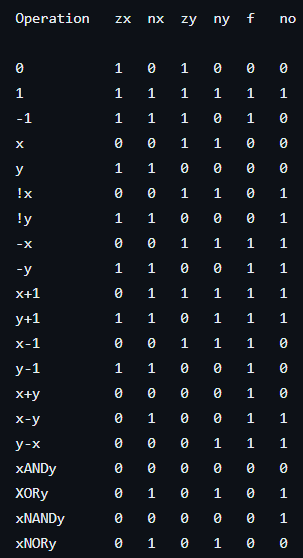 Operation zx nx zy ny f no
0 1 0 1 0 0 0
1 1 1 1 1 1 1
-1 1 1 1 0 1 0
x 0 0 1 1 0 0
y 1 1 0 0 0 0
!x 0 0 1 1 0 1
!y 1 1 0 0 0 1
-x 0 0 1 1 1 1
-y 1 1 0 0 1 1
x+1 0 1 1 1 1 1
y+1 1 1 0 1 1 1
x-1 0 0 1 1 1 0
y-1 1 1 0 0 1 0
x+y 0 0 0 0 1 0
x-y 0 1 0 0 1 1
y-x 0 0 0 1 1 1
xANDy 0 0 0 0 0 0
XORy 0 1 0 1 0 1
xNANDy 0 0 0 0 0 1
xNORy 0 1 0 1 0 0